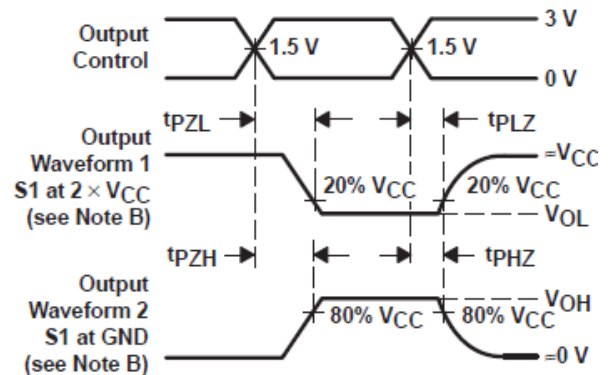 Output
Control
1.5 V
1.5 V
3 V
0 V
tPZL
tPLZ
Output
Waveform 1
S1 at 2 × VCC
(see Note B)
20% VCC
20% VCC
≈VCC
VOL
tPZH
tPHZ
Output
Waveform 2
S1 at GND
(see Note B)
80% VCC
80% VCC
VOH
≈0 V